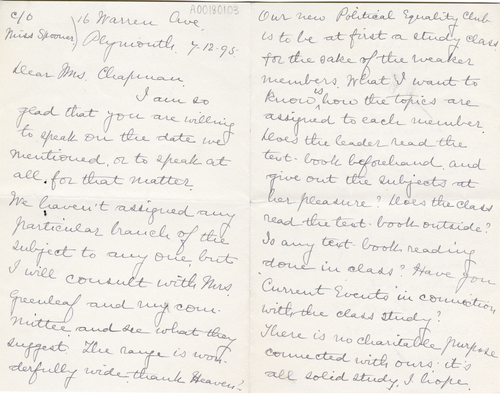 A00180103
c/o
Miss Spooner
16 Warren Ave.
Plymouth, 7-12-95.
Dear Mrs. Chapman.
I am so
glad that you are willing
to speak on the date we
mentioned, or to speak at
all, for that matter.
We haven't assigned any
particular branch of the
subject to any one, but
I will consult with Mrs.
Greenleaf and my com-
mittee, and see what they
suggest. The range is won-
derfully wide, thank Heaven!
Our new Political Equality Club
is to be at first a study class
for the sake of the weaker
members. What I want to
know is how the topics are
assigned to each member.
Does the leader read the
text-book beforehand, and
give out the subjects at
her pleasure? Does the class
read the text-book outside?
Is any text-book reading
done in class? Have you
Current Events in connection
with the class study?
There is no charitable purpose
connected with ours. it's
all solid study, I hope.